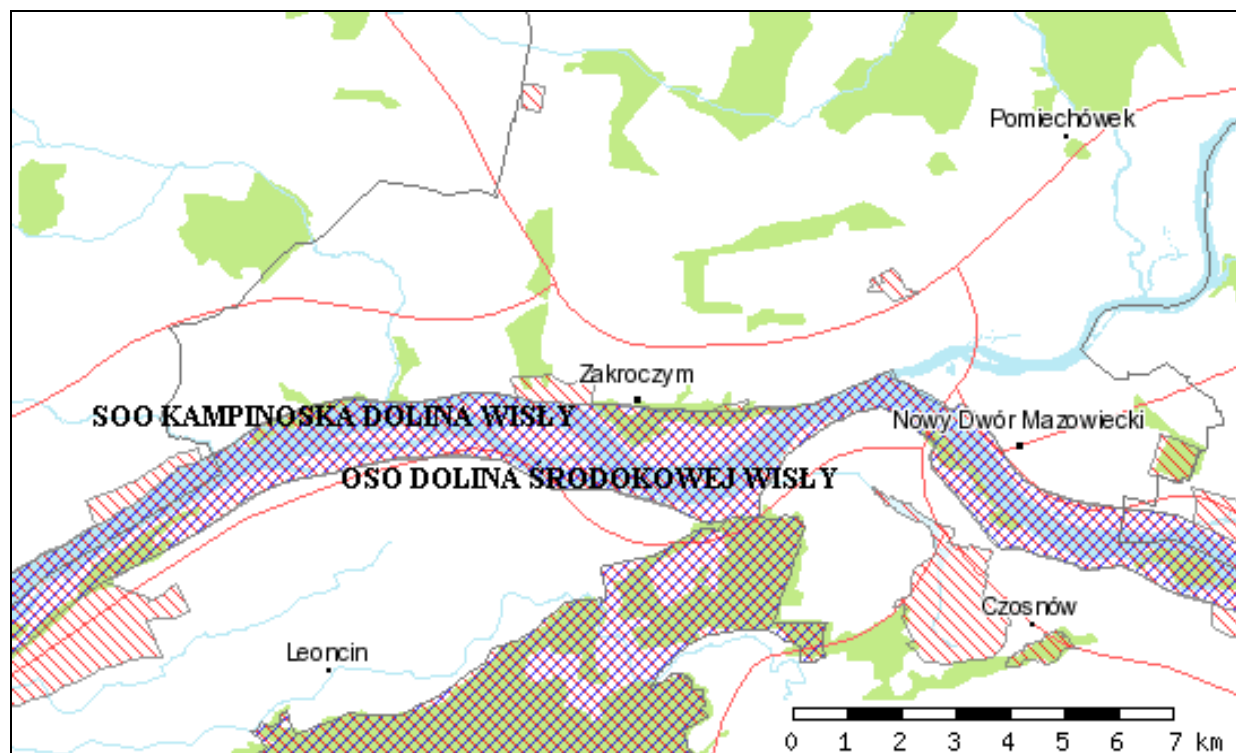 Pomiechówek
Zakroczym
SOO KAMPINOSKA DOLINA WISŁY
Nowy Dwór Mazowiecki
OSO DOLINA ŚRODOKOWEJ WISŁY
Czosnów
Leoncin
0 1 2 3 4 5 6 7 km